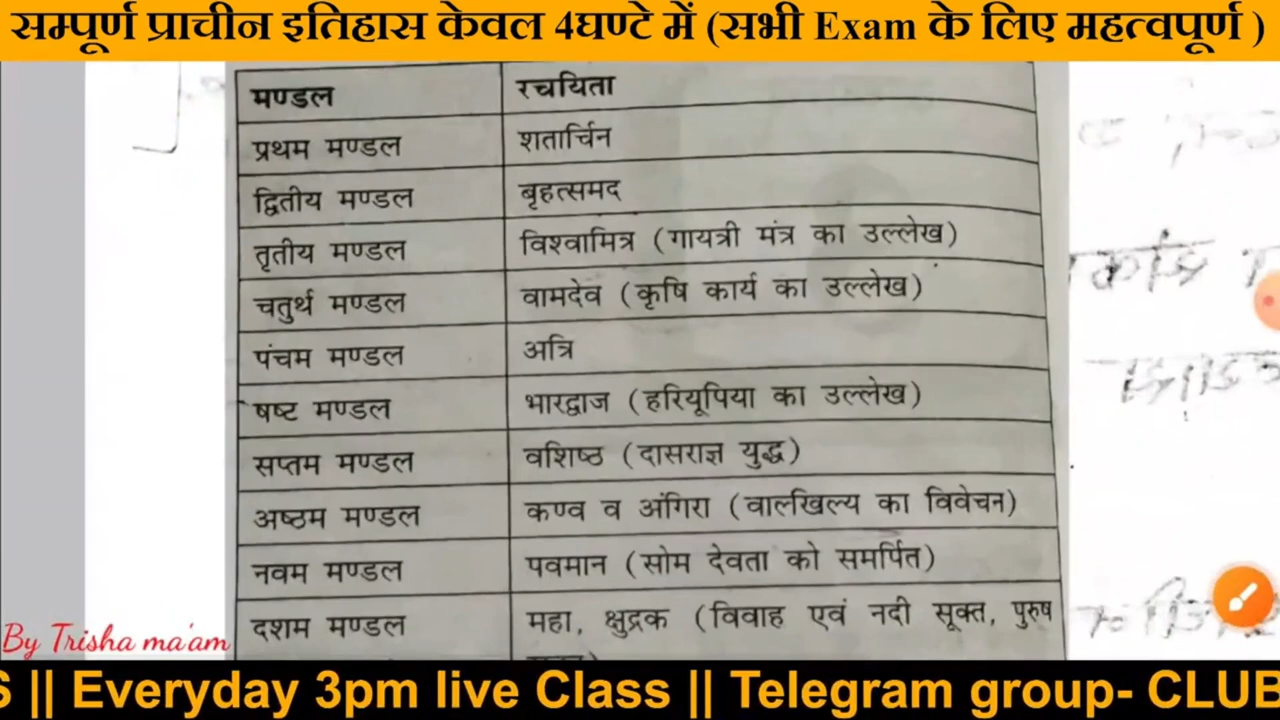 सम्पूर्ण प्राचीन इतिहास केवल 4घण्टे में (सभी Exam के लिए महत्वपूर्ण )
मण्डल रचयिता
प्रथम मण्डल शतार्चिन
द्वितीय मण्डल बृहत्समद
तृतीय मण्डल विश्वामित्र (गायत्री मंत्र का उल्लेख)
चतुर्थ मण्डल वामदेव (कृषि कार्य का उल्लेख)
पंचम मण्डल अत्रि
षष्ट मण्डल भारद्वाज (हरियूपिया का उल्लेख)
सप्तम मण्डल वशिष्ठ (दासराज्ञ युद्ध)
अष्ठम मण्डल कण्व व अंगिरा (वालखिल्य का विवेचन)
नवम मण्डल पवमान (सोम देवता को समर्पित)
दशम मण्डल महा, क्षुद्रक (विवाह एवं नदी सूक्त, पुरुष
By Trisha ma'am
S || Everyday 3pm live Class || Telegram group- CLUB